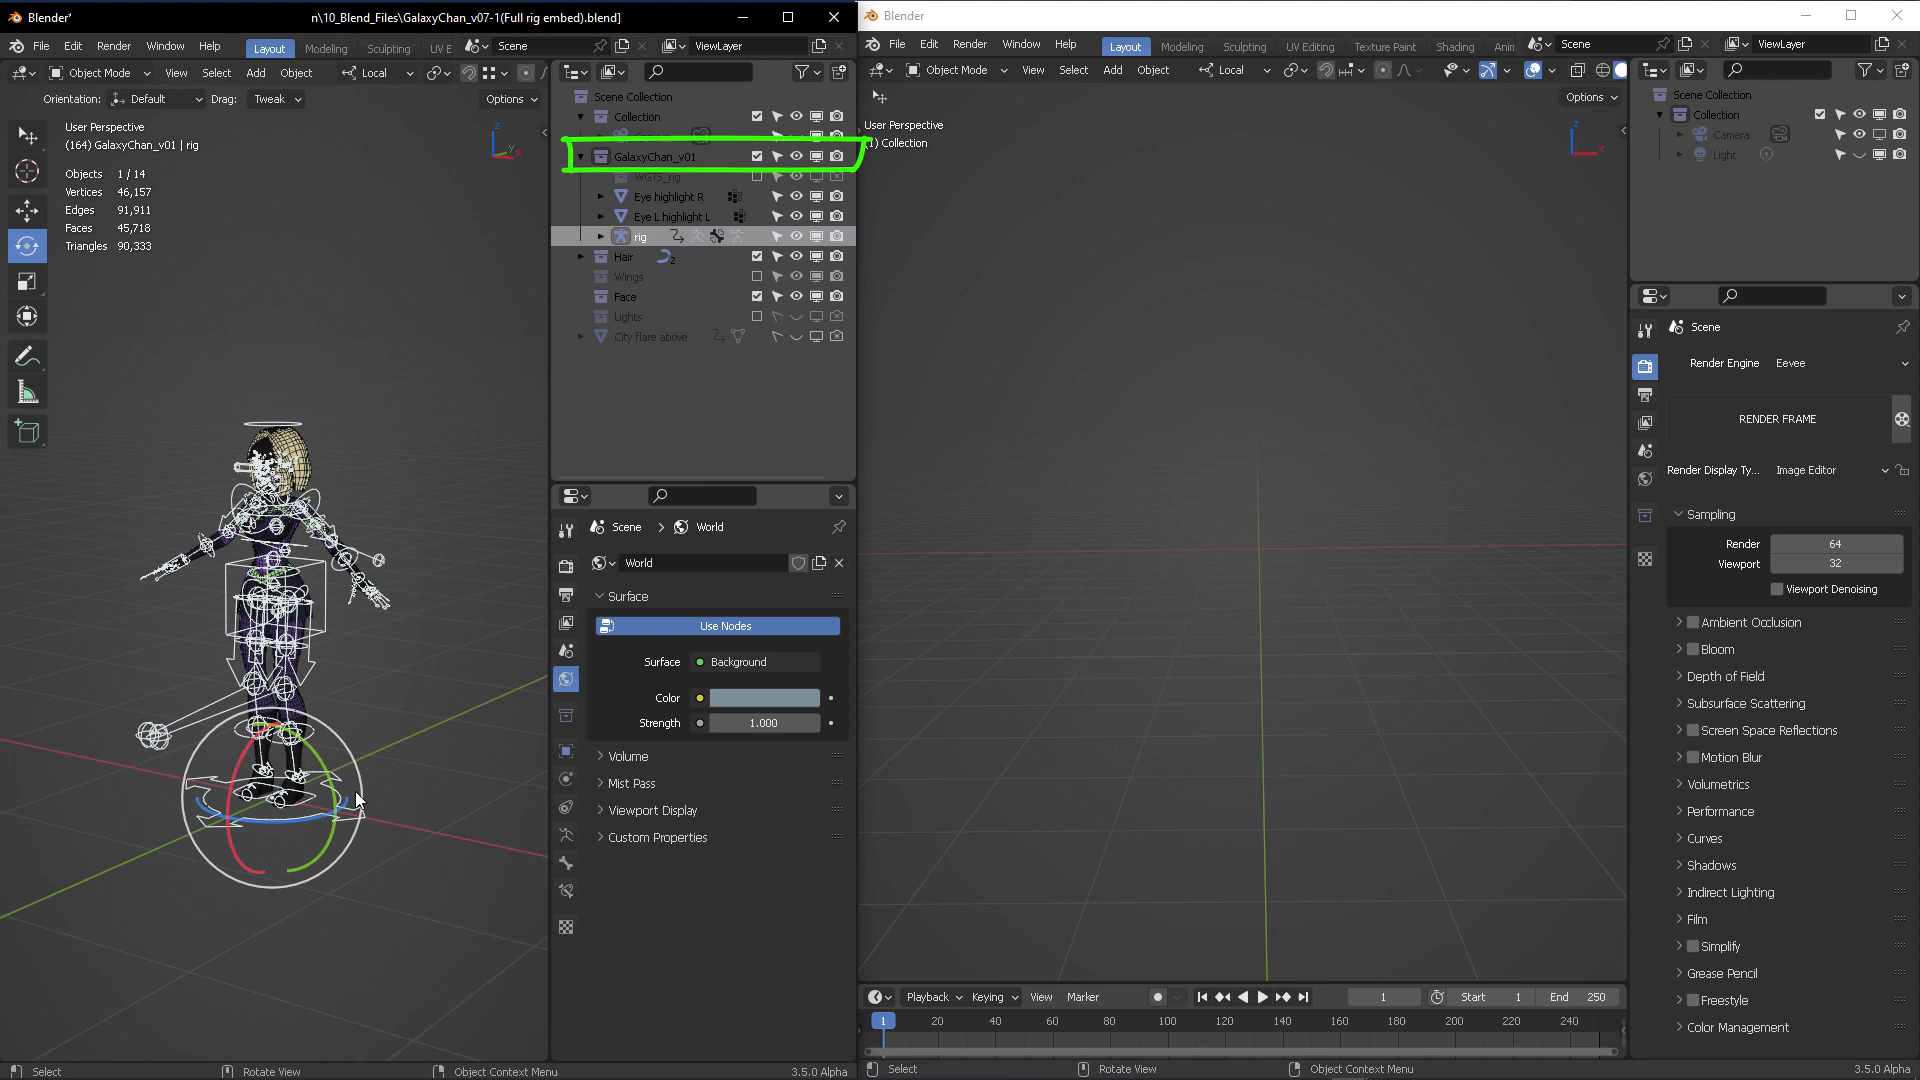 Blender'
n\10_Blend_Files\GalaxyChan_v07-1(Full rig embed).blend]
File Edit Render Window Help Layout Modeling Sculpting UV E Scene ViewLayer
Object Mode View Select Add Object Local
Orientation: Default Drag: Tweak Options
User Perspective
(164) GalaxyChan_v01 | rig
Objects 1 / 14
Vertices 46,157
Edges 91,911
Faces 45,718
Triangles 90,333
Z
Y
X
Scene Collection
Collection
GalaxyChan_v01
WGTS_rig
Eye highlight R
Eye L highlight L
rig
Hair 2
Wings
Face
Lights
City flare above
Scene > World
World
Surface
Use Nodes
Surface Background
Color
Strength 1.000
Volume
Mist Pass
Viewport Display
Custom Properties
Select Rotate View Object Context Menu 3.5.0 Alpha
Blender
File Edit Render Window Help Layout Modeling Sculpting UV Editing Texture Paint Shading Anin Scene ViewLayer
Object Mode View Select Add Object Local
Options
User Perspective
(1) Collection
Z
X
Scene Collection
Collection
Camera
Light
Scene
Render Engine Eevee
RENDER FRAME
Render Display Ty... Image Editor
Sampling
Render 64
Viewport 32
Viewport Denoising
Ambient Occlusion
Bloom
Depth of Field
Subsurface Scattering
Screen Space Reflections
Motion Blur
Volumetrics
Performance
Curves
Shadows
Indirect Lighting
Film
Simplify
Grease Pencil
Freestyle
Color Management
Playback Keying View Marker 1 Start 1 End 250
1 20 40 60 80 100 120 140 160 180 200 220 240
Select Rotate View Object Context Menu 3.5.0 Alpha